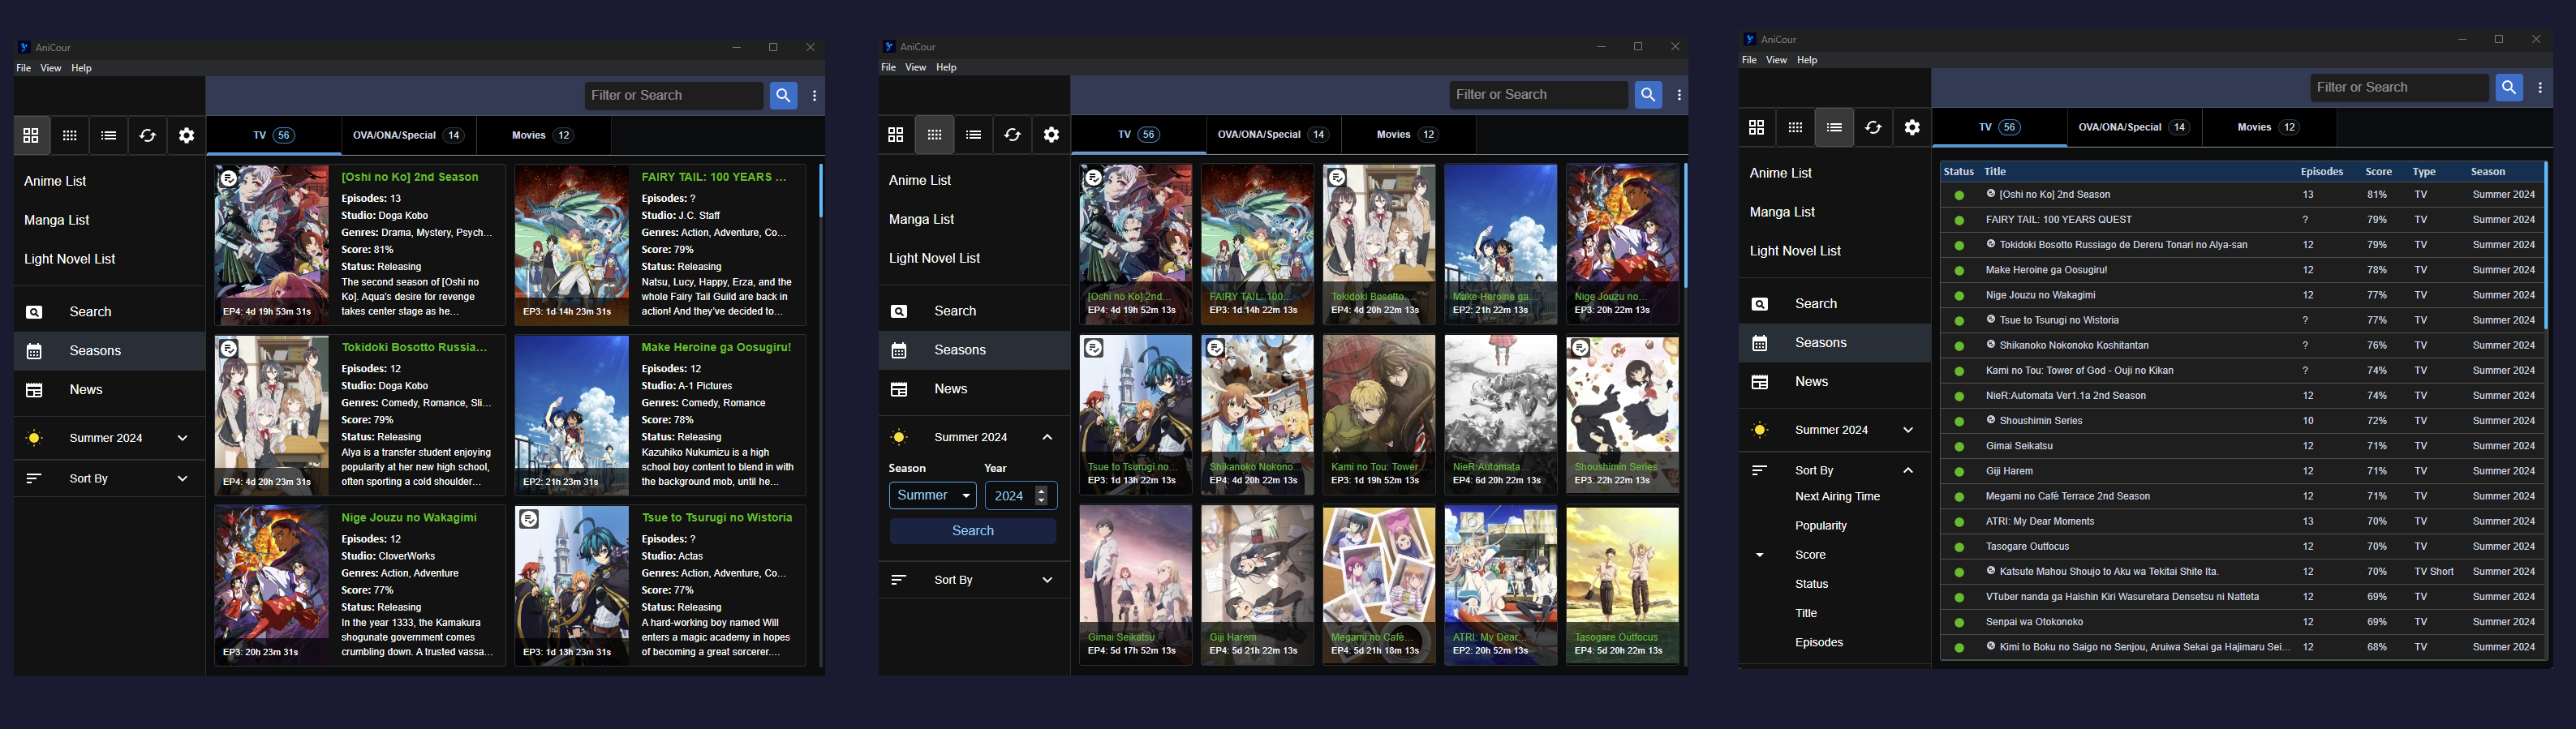 AniCour
File View Help
Filter or Search
TV 56 OVA/ONA/Special 14 Movies 12
Anime List
Manga List
Light Novel List
Search
Seasons
News
Summer 2024
Sort By
[Oshi no Ko] 2nd Season
Episodes: 13
Studio: Doga Kobo
Genres: Drama, Mystery, Psych...
Score: 81%
Status: Releasing
The second season of [Oshi no
Ko]. Aqua's desire for revenge
takes center stage as he...
EP4: 4d 19h 53m 31s
FAIRY TAIL: 100 YEARS ...
Episodes: ?
Studio: J.C. Staff
Genres: Action, Adventure, Co...
Score: 79%
Status: Releasing
Natsu, Lucy, Happy, Erza, and the
whole Fairy Tail Guild are back in
action! And they've decided to...
EP3: 1d 14h 23m 31s
Tokidoki Bosotto Russia...
Episodes: 12
Studio: Doga Kobo
Genres: Comedy, Romance, Sli...
Score: 79%
Status: Releasing
Alya is a transfer student enjoying
popularity at her new high school,
often sporting a cold shoulder...
EP4: 4d 20h 23m 31s
Make Heroine ga Oosugiru!
Episodes: 12
Studio: A-1 Pictures
Genres: Comedy, Romance
Score: 78%
Status: Releasing
Kazuhiko Nukumizu is a high
school boy content to blend in with
the background mob, until he...
EP2: 21h 23m 31s
Nige Jouzu no Wakagimi
Episodes: 12
Studio: CloverWorks
Genres: Action, Adventure
Score: 77%
Status: Releasing
In the year 1333, the Kamakura
shogunate government comes
crumbling down. A trusted vassa...
EP3: 20h 23m 31s
Tsue to Tsurugi no Wistoria
Episodes: ?
Studio: Actas
Genres: Action, Adventure, Co...
Score: 77%
Status: Releasing
A hard-working boy named Will
enters a magic academy in hopes
of becoming a great sorcerer....
EP3: 1d 13h 23m 31s
AniCour
File View Help
Filter or Search
TV 56 OVA/ONA/Special 14 Movies 12
Anime List
Manga List
Light Novel List
Search
Seasons
News
Summer 2024
Season Year
Summer 2024
Search
Sort By
[Oshi no Ko] 2nd...
EP4: 4d 19h 52m 13s
FAIRY TAIL: 100...
EP3: 1d 14h 22m 13s
Tokidoki Bosotto...
EP4: 4d 20h 22m 13s
Make Heroine ga...
EP2: 21h 22m 13s
Nige Jouzu no...
EP3: 20h 22m 13s
Tsue to Tsurugi no...
EP3: 1d 13h 22m 13s
Shikanoko Nokono...
EP4: 4d 20h 22m 13s
Kami no Tou: Tower...
EP3: 1d 19h 52m 13s
NieR:Automata...
EP4: 6d 20h 22m 13s
Shoushimin Series
EP3: 22h 22m 13s
Gimai Seikatsu
EP4: 5d 17h 52m 13s
Giji Harem
EP4: 5d 21h 22m 13s
Megami no Café...
EP4: 5d 21h 18m 13s
ATRI: My Dear...
EP2: 20h 52m 13s
Tasogare Outfocus
EP4: 5d 20h 22m 13s
AniCour
File View Help
Filter or Search
TV 56 OVA/ONA/Special 14 Movies 12
Anime List
Manga List
Light Novel List
Search
Seasons
News
Summer 2024
Sort By
Next Airing Time
Popularity
Score
Status
Title
Episodes
Status Title Episodes Score Type Season
[Oshi no Ko] 2nd Season 13 81% TV Summer 2024
FAIRY TAIL: 100 YEARS QUEST ? 79% TV Summer 2024
Tokidoki Bosotto Russiago de Dereru Tonari no Alya-san 12 79% TV Summer 2024
Make Heroine ga Oosugiru! 12 78% TV Summer 2024
Nige Jouzu no Wakagimi 12 77% TV Summer 2024
Tsue to Tsurugi no Wistoria ? 77% TV Summer 2024
Shikanoko Nokonoko Koshitantan ? 76% TV Summer 2024
Kami no Tou: Tower of God - Ouji no Kikan ? 74% TV Summer 2024
NieR:Automata Ver1.1a 2nd Season 12 74% TV Summer 2024
Shoushimin Series 10 72% TV Summer 2024
Gimai Seikatsu 12 71% TV Summer 2024
Giji Harem 12 71% TV Summer 2024
Megami no Café Terrace 2nd Season 12 71% TV Summer 2024
ATRI: My Dear Moments 13 70% TV Summer 2024
Tasogare Outfocus 12 70% TV Summer 2024
Katsute Mahou Shoujo to Aku wa Tekitai Shite Ita. 12 70% TV Short Summer 2024
VTuber nanda ga Haishin Kiri Wasuretara Densetsu ni Natteta 12 69% TV Summer 2024
Senpai wa Otokonoko 12 69% TV Summer 2024
Kimi to Boku no Saigo no Senjou, Aruiwa Sekai ga Hajimaru Sei... 12 68% TV Summer 2024